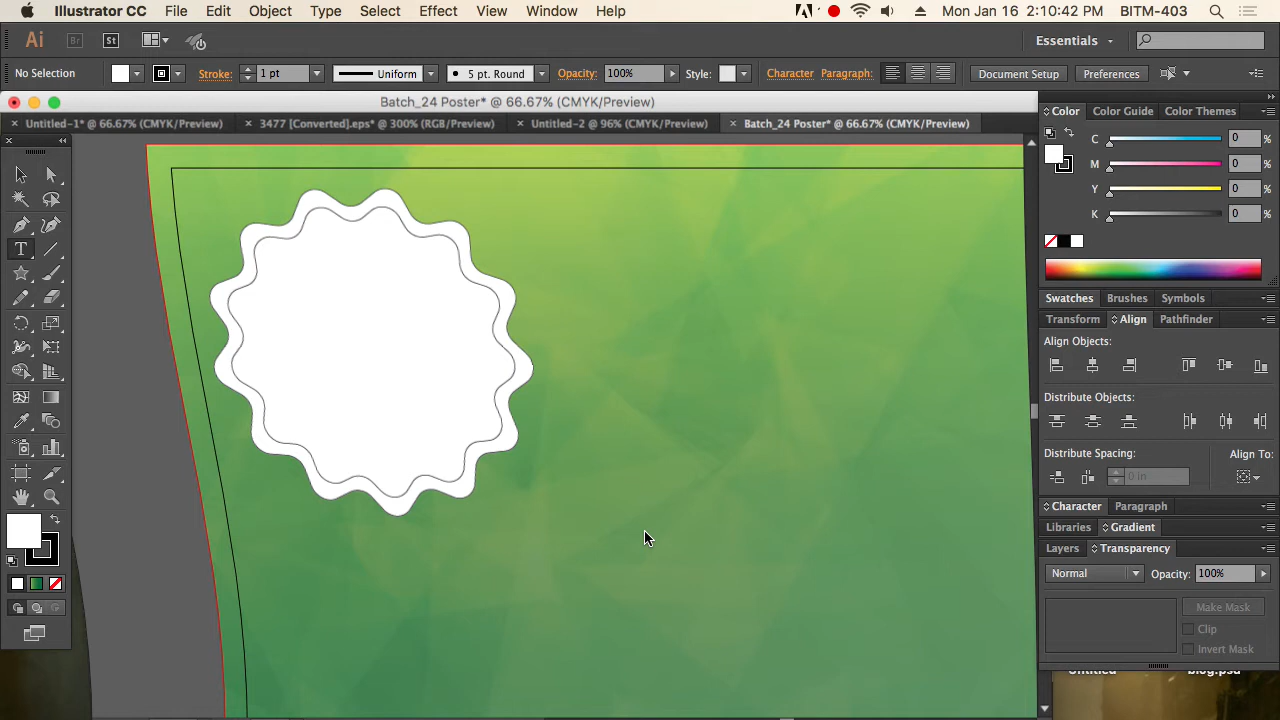 Illustrator CC File Edit Object Type Select Effect View Window Help Mon Jan 16 2:10:42 PM BITM-403
Ai Br St Essentials
No Selection Stroke: 1 pt Uniform 5 pt. Round Opacity: 100% Style: Character Paragraph: Document Setup Preferences
Batch_24 Poster* @ 66.67% (CMYK/Preview)
Untitled-1* @ 66.67% (CMYK/Preview) 3477 [Converted].eps* @ 300% (RGB/Preview) Untitled-2 @ 96% (CMYK/Preview) Batch_24 Poster* @ 66.67% (CMYK/Preview)
Color Color Guide Color Themes
C 0 %
M 0 %
Y 0 %
K 0 %
Swatches Brushes Symbols
Transform Align Pathfinder
Align Objects:
Distribute Objects:
Distribute Spacing: Align To:
0 in
Character Paragraph
Libraries Gradient
Layers Transparency
Normal Opacity: 100%
Make Mask
Clip
Invert Mask
Untitled blog.psd